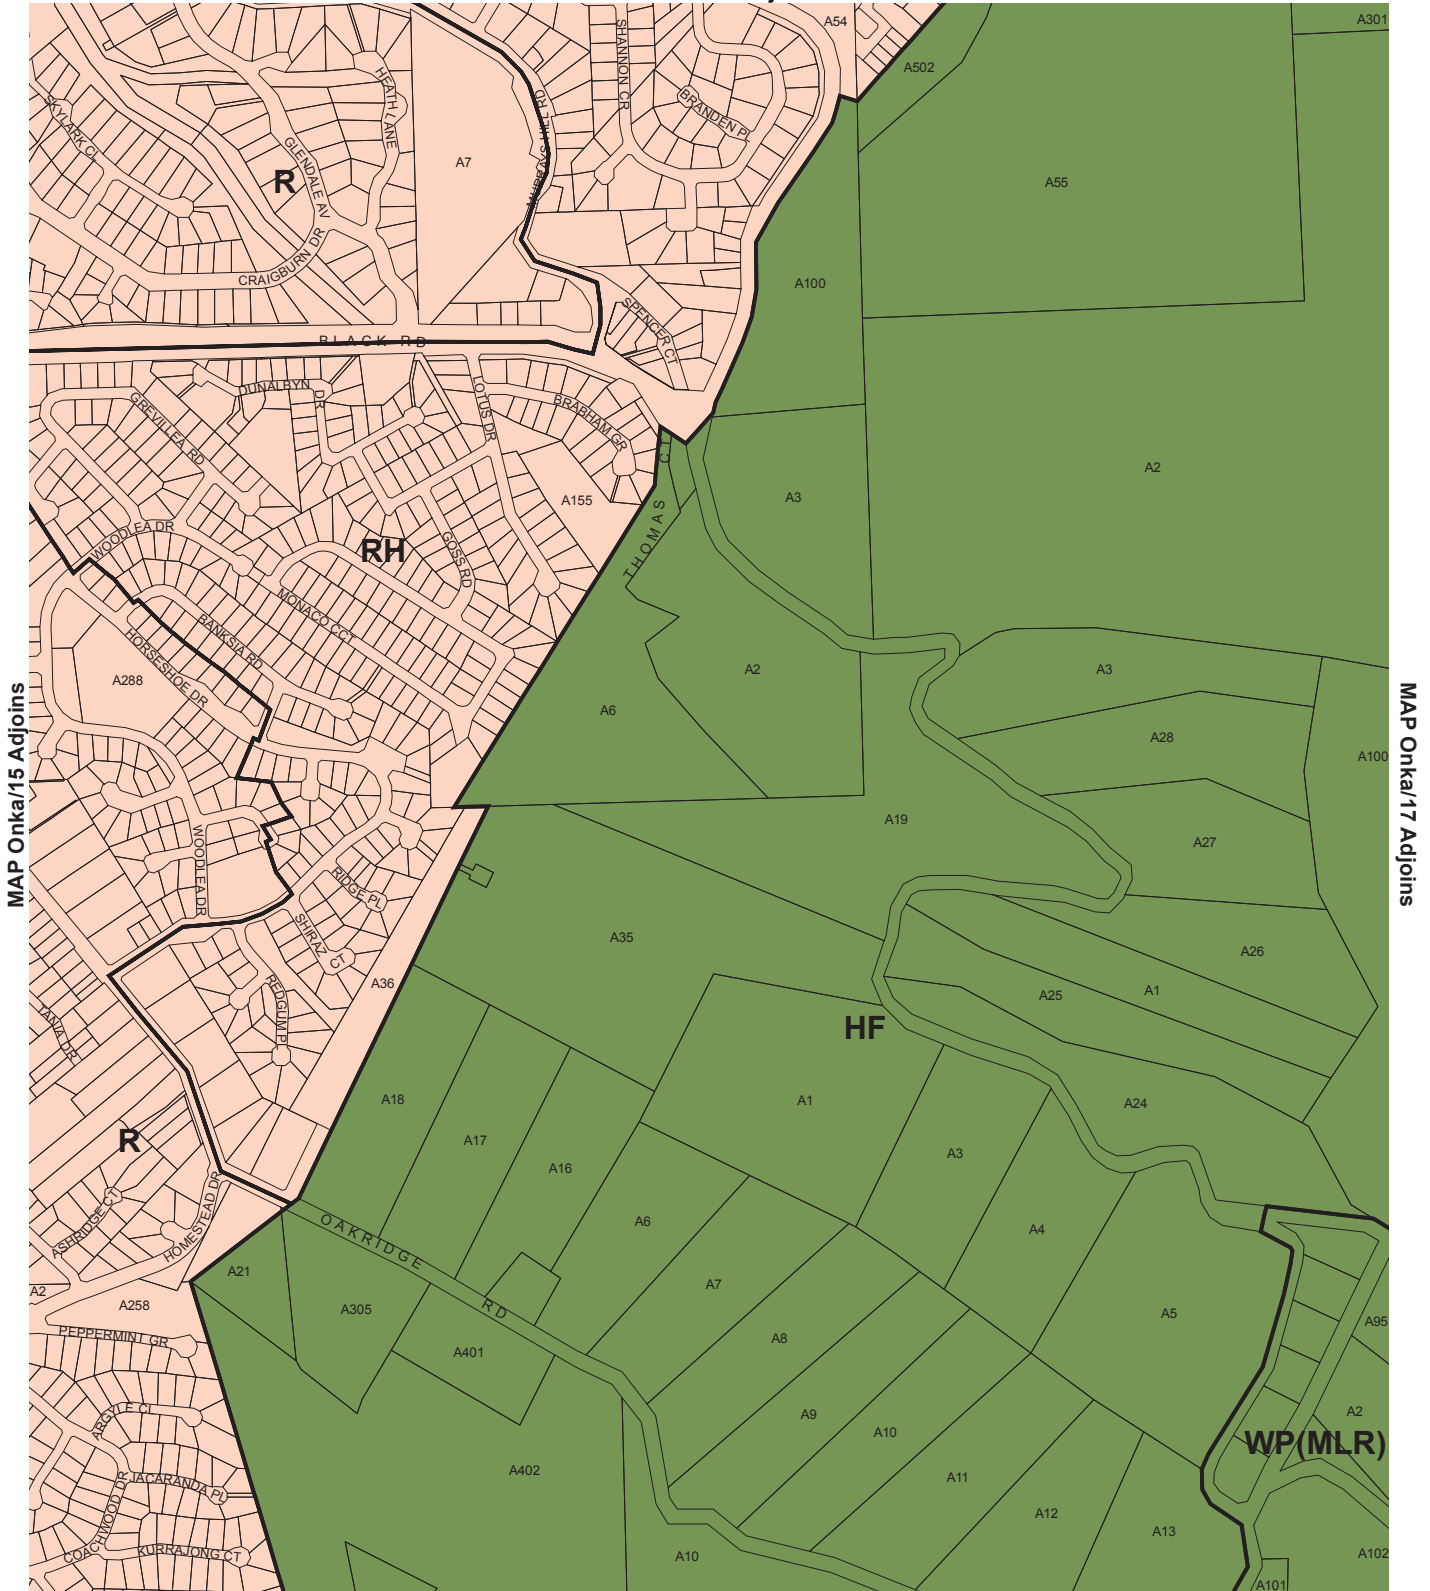 A54
A301
SHANNON CR
A502
HEATH LANE
MURRAYS HILL RD
BRANDEN PL
SKYLARK CL
A7
GLENDALE AV
R
A55
CRAIGBURN DR
A100
SPENCER CT
BLACK RD
DUNALBYN DR
LOTUS DR
GREVILLEA RD
BRABHAM GR
A2
A155
A3
THOMAS CT
WOODLEA DR
RH
GOSS RD
MONACO CCT
BANKSIA RD
HORSESHOE DR
A288
A2
A3
A6
A28
A100
MAP Onka/15 Adjoins
MAP Onka/17 Adjoins
A19
A27
WOODLEA DR
RIDGE PL
SHIRAZ CT
A35
A26
A36
A25
A1
REDGUM PL
HF
TANIA DR
A18
A1
A24
A17
R
A3
A16
ASHRIDGE CT
HOMESTEAD DR
OAKRIDGE RD
A6
A4
A21
A7
A2
A258
A305
A5
A95
PEPPERMINT GR
A8
A401
ARGYLE CL
A9
A2
A10
WP(MLR)
A402
JACARANDA PL
A11
COACHWOOD DR
A12
A13
KURRAJONG CT
A10
A102
A101